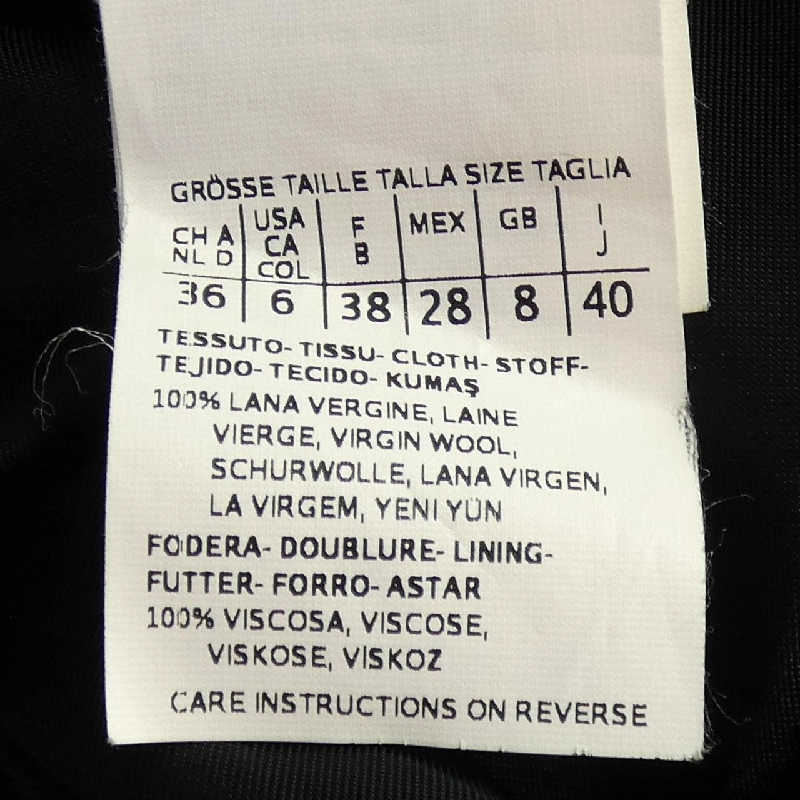 GRÖSSE TAILLE TALLA SIZE TAGLIA
CH A NL D USA CA COL F B MEX GB I J
36 6 38 28 8 40
TESSUTO- TISSU- CLOTH- STOFF-
TEJIDO- TECIDO- KUMAŞ
100% LANA VERGINE, LAINE
VIERGE, VIRGIN WOOL,
SCHURWOLLE, LANA VIRGEN,
LA VIRGEM, YENI YÜN
FODERA- DOUBLURE- LINING-
FUTTER- FORRO- ASTAR
100% VISCOSA, VISCOSE,
VISKOSE, VISKOZ
CARE INSTRUCTIONS ON REVERSE